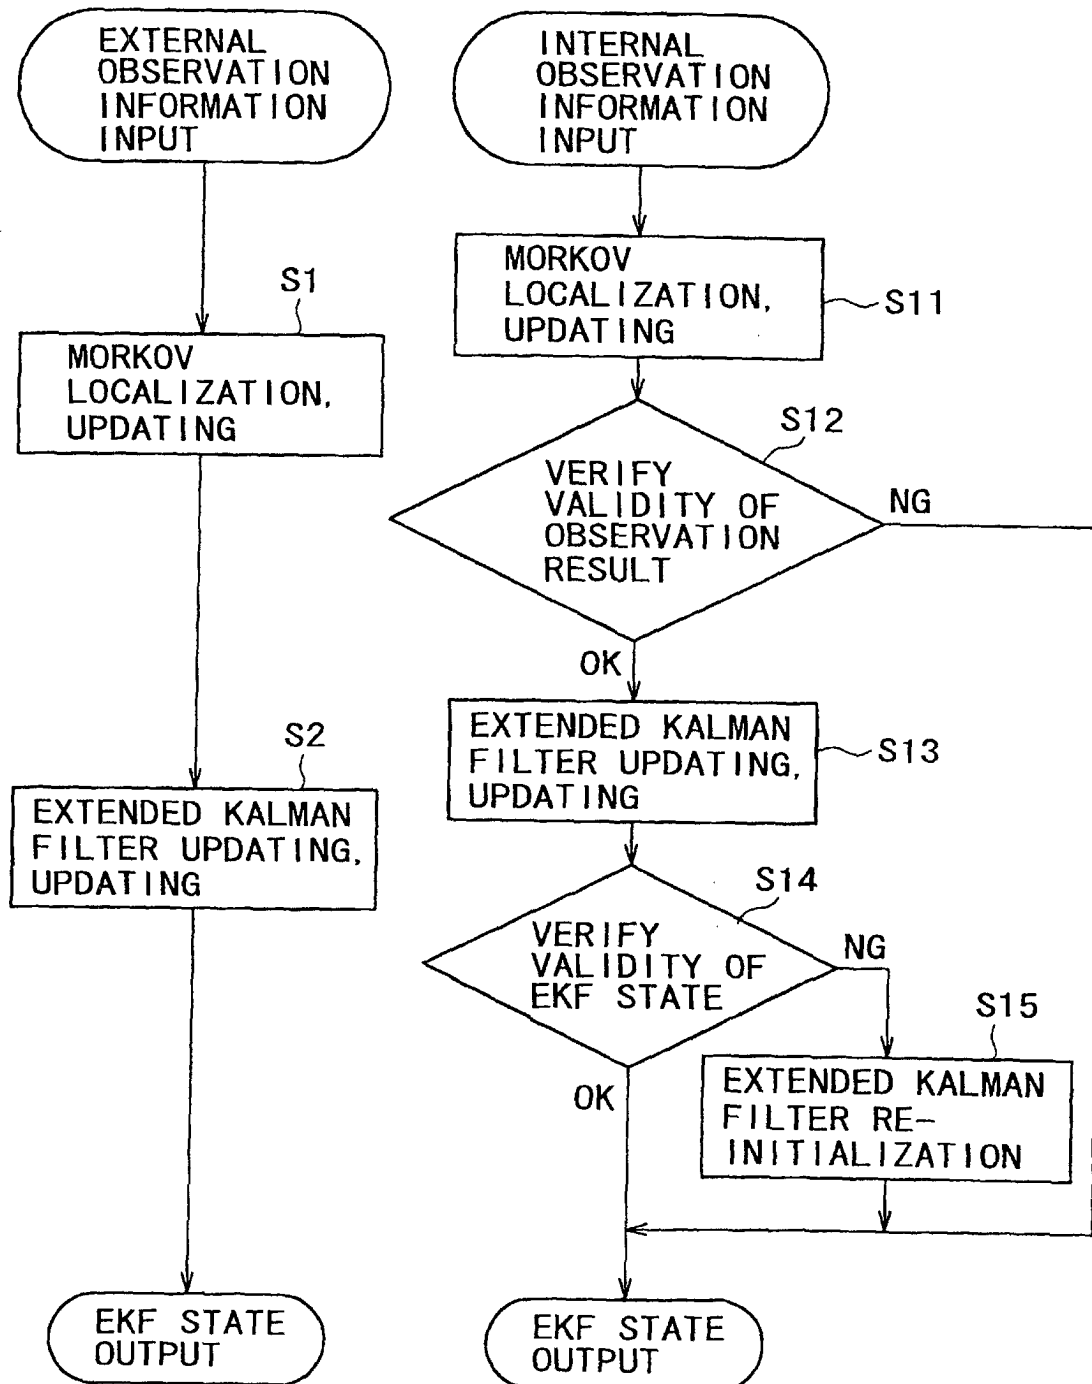 EXTERNAL
OBSERVATION
INFORMATION
INPUT
S1
MORKOV
LOCALIZATION,
UPDATING
S2
EXTENDED KALMAN
FILTER UPDATING,
UPDATING
EKF STATE
OUTPUT
INTERNAL
OBSERVATION
INFORMATION
INPUT
MORKOV
LOCALIZATION,
UPDATING
S11
S12
VERIFY
VALIDITY OF
OBSERVATION
RESULT
NG
OK
EXTENDED KALMAN
FILTER UPDATING,
UPDATING
S13
S14
VERIFY
VALIDITY OF
EKF STATE
NG
OK
S15
EXTENDED KALMAN
FILTER RE-
INITIALIZATION
EKF STATE
OUTPUT